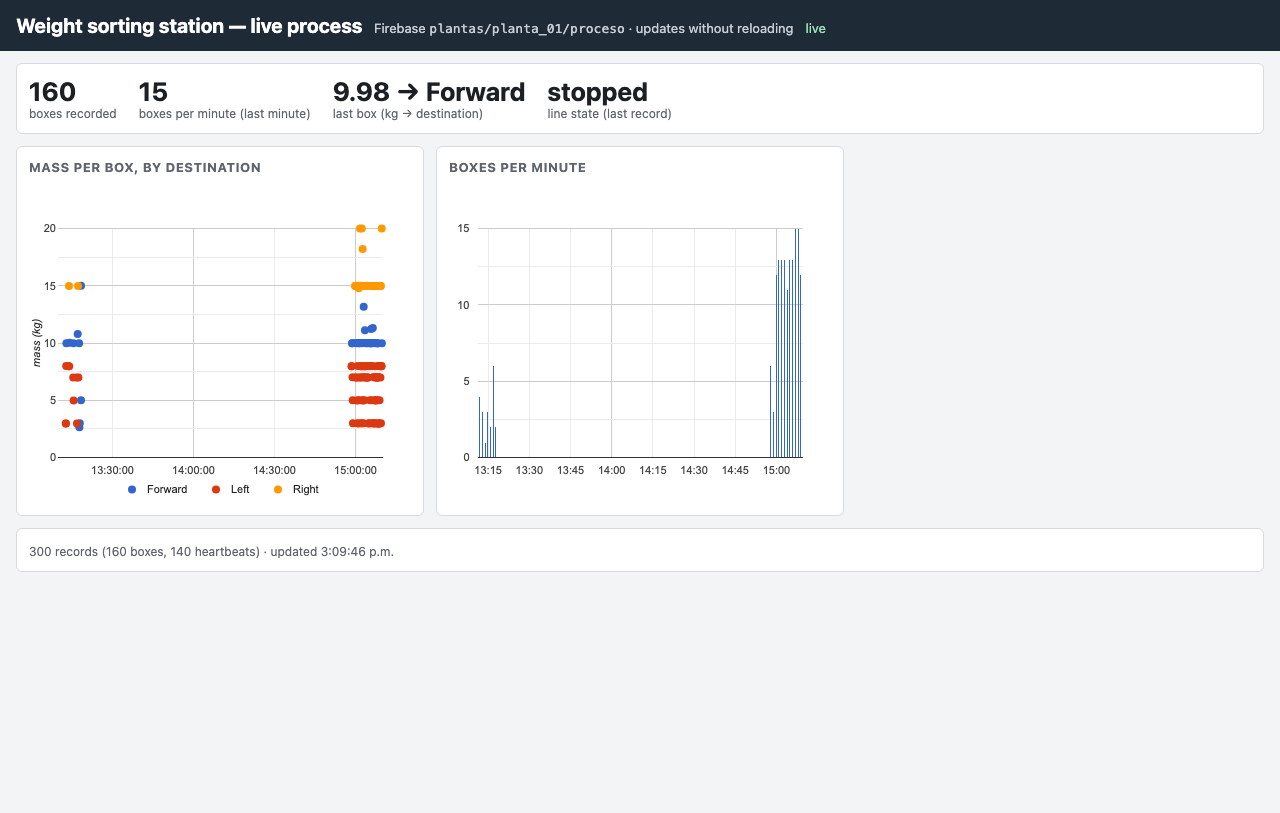 Weight sorting station — live process Firebase plantas/planta_01/proceso · updates without reloading live
160 15 9.98 → Forward stopped
boxes recorded boxes per minute (last minute) last box (kg → destination) line state (last record)
MASS PER BOX, BY DESTINATION
20
15
10
5
0
mass (kg)
13:30:00 14:00:00 14:30:00 15:00:00
Forward Left Right
BOXES PER MINUTE
15
10
5
0
13:15 13:30 13:45 14:00 14:15 14:30 14:45 15:00
300 records (160 boxes, 140 heartbeats) · updated 3:09:46 p.m.